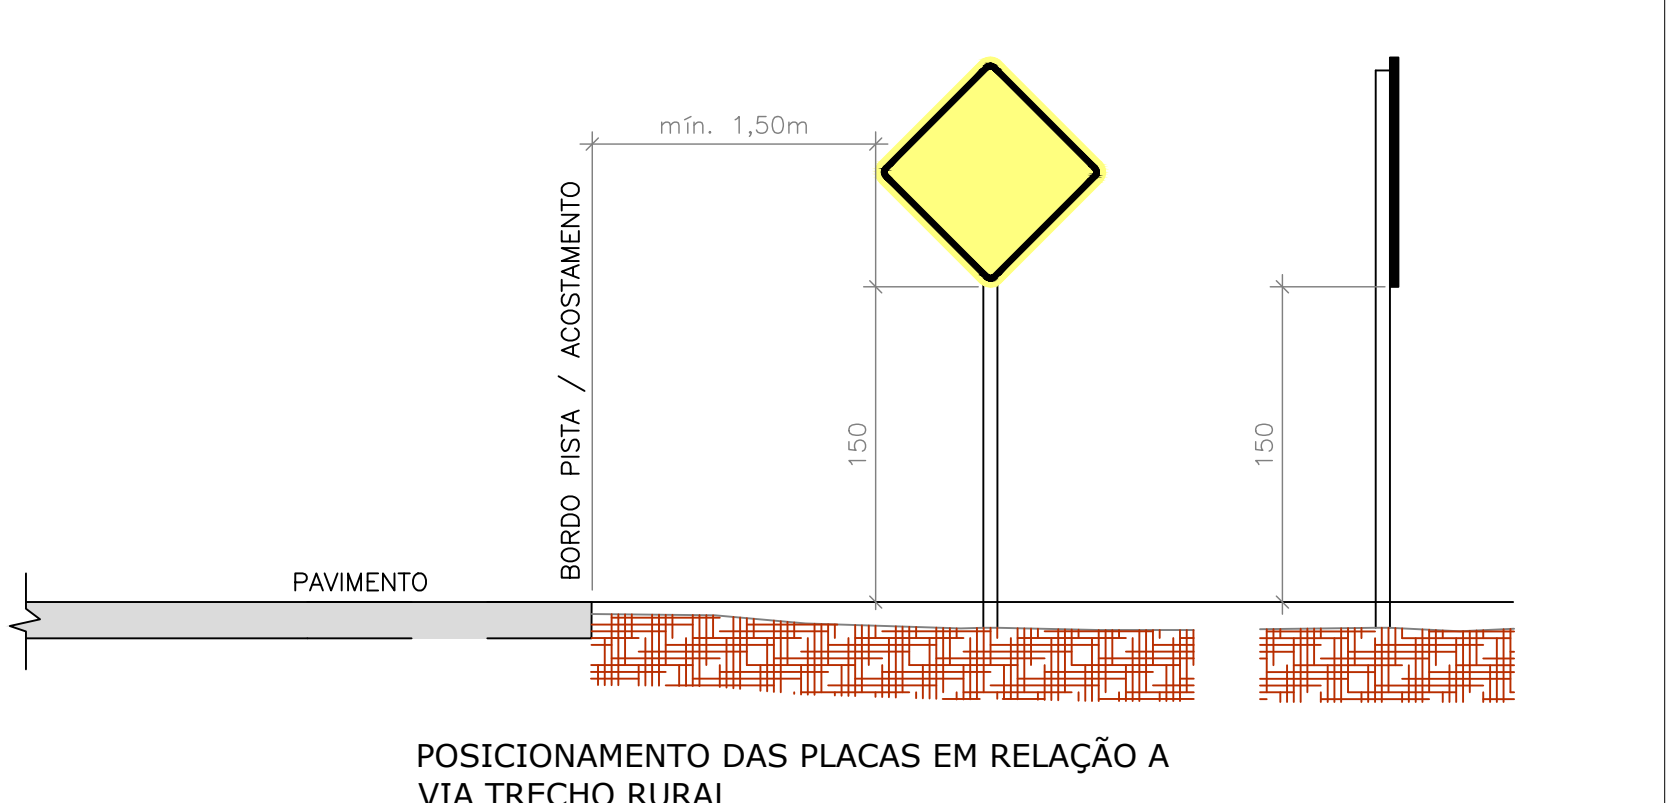 mín. 1,50m
BORDO PISTA / ACOSTAMENTO
150
150
PAVIMENTO
POSICIONAMENTO DAS PLACAS EM RELAÇÃO A
VIA TRECHO RURAL